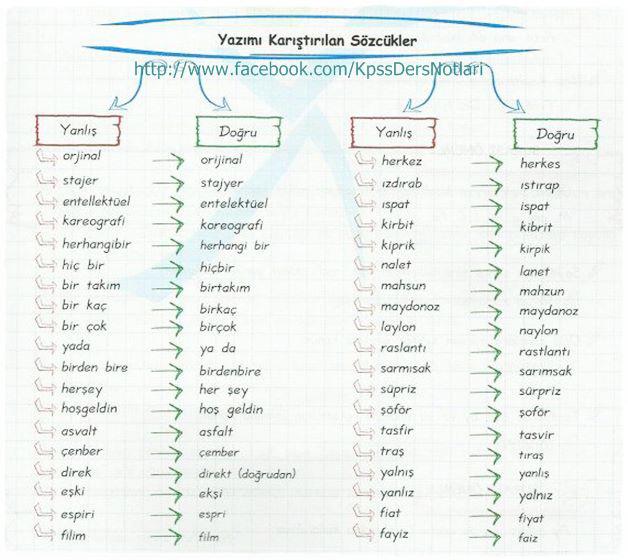 Yazımı Karıştırılan Sözcükler
http://www.facebook.com/KpssDersNotlari
Yanlış Doğru Yanlış Doğru
orjinal orijinal herkez herkes
stajer stajyer ızdırab ıstırap
entellektüel entelektüel ıspat ispat
kareografi koreografi kirbit kibrit
herhangibir herhangi bir kiprik kirpik
hiç bir hiçbir nalet lanet
bir takım birtakım mahsun mahzun
bir kaç birkaç maydonoz maydanoz
bir çok birçok laylon naylon
yada ya da raslantı rastlantı
birden bire birdenbire sarmısak sarımsak
herşey her şey süpriz sürpriz
hoşgeldin hoş geldin şöför şoför
asvalt asfalt tasfir tasvir
çenber çember traş tıraş
direk direkt (doğrudan) yalnış yanlış
eşki ekşi yanlız yalnız
espiri espri fiat fiyat
filim film fayiz faiz